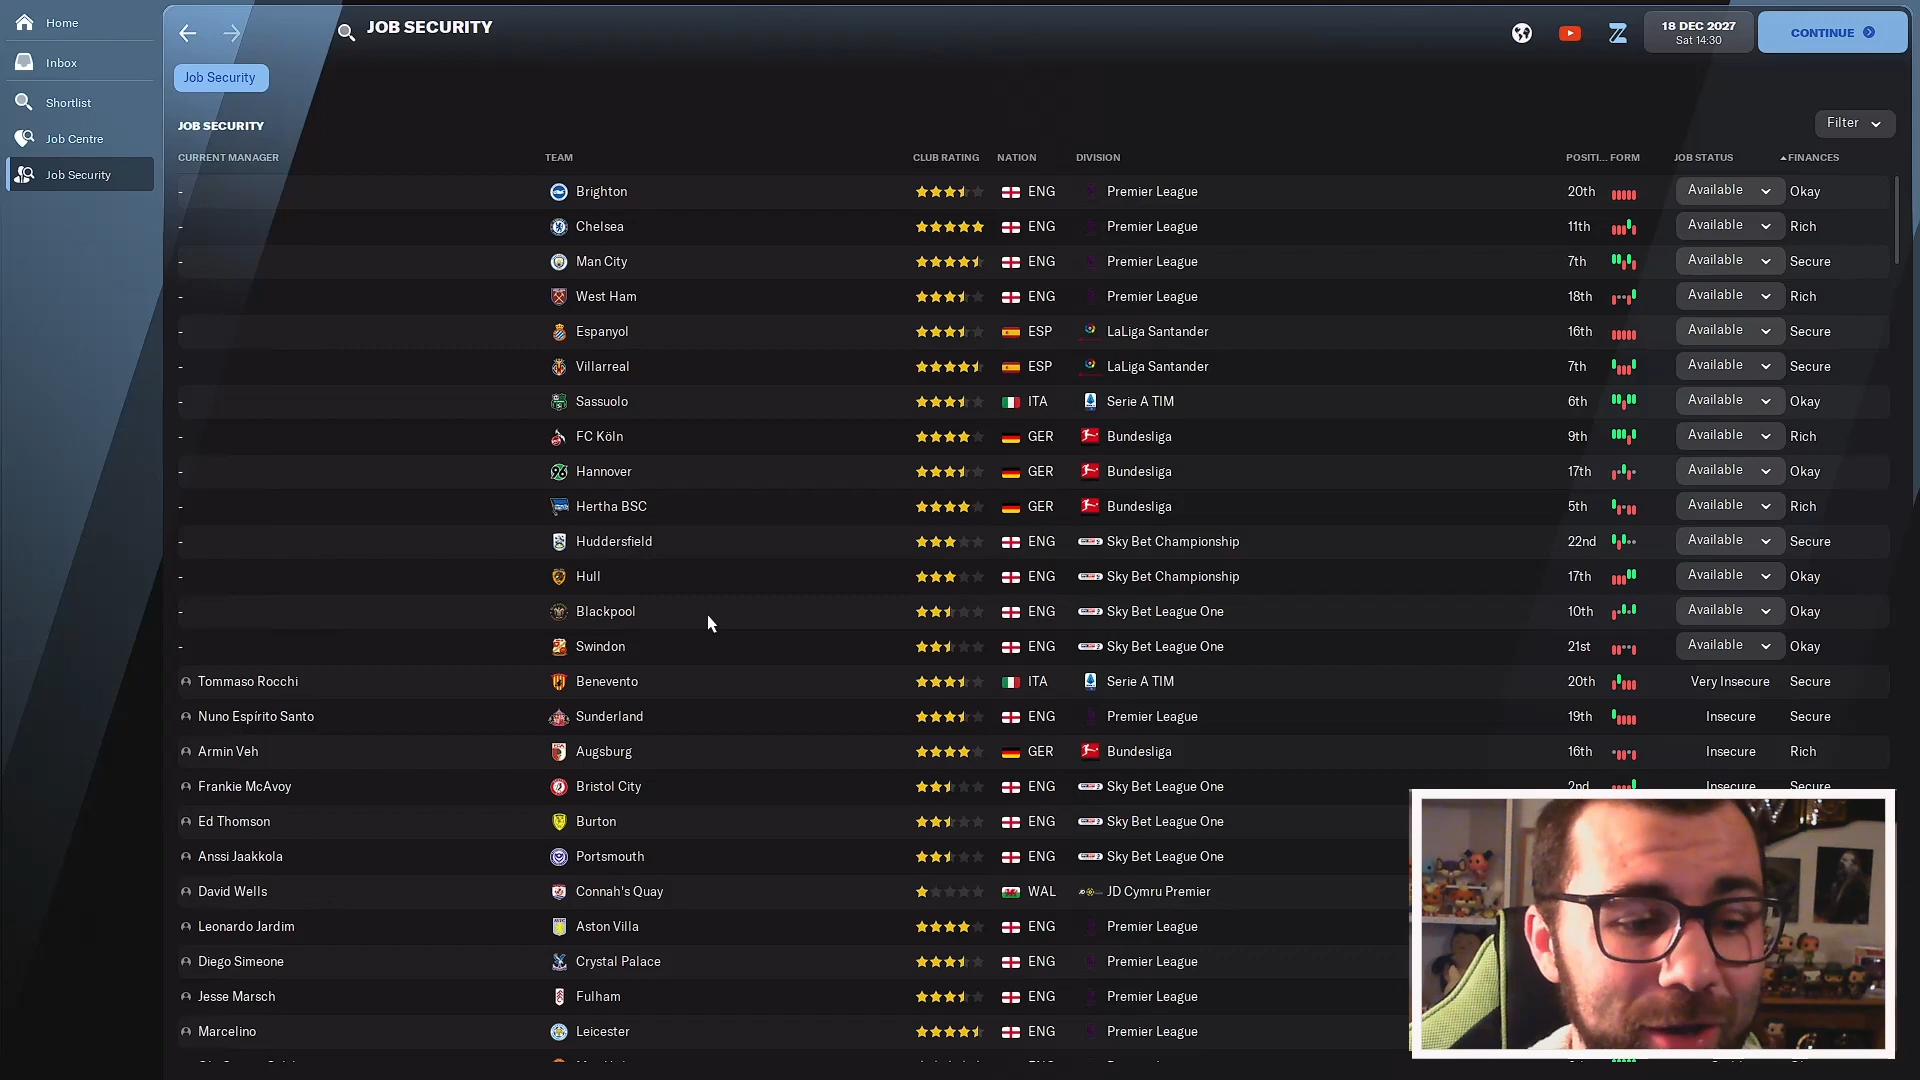 Home
JOB SECURITY
18 DEC 2027
Sat 14:30
CONTINUE
Inbox
Shortlist
Job Centre
Job Security
Job Security
JOB SECURITY
Filter
CURRENT MANAGER TEAM CLUB RATING NATION DIVISION POSITI... FORM JOB STATUS FINANCES
- Brighton ENG Premier League 20th Available Okay
- Chelsea ENG Premier League 11th Available Rich
- Man City ENG Premier League 7th Available Secure
- West Ham ENG Premier League 18th Available Rich
- Espanyol ESP LaLiga Santander 16th Available Secure
- Villarreal ESP LaLiga Santander 7th Available Secure
- Sassuolo ITA Serie A TIM 6th Available Okay
- FC Köln GER Bundesliga 9th Available Rich
- Hannover GER Bundesliga 17th Available Okay
- Hertha BSC GER Bundesliga 5th Available Rich
- Huddersfield ENG Sky Bet Championship 22nd Available Secure
- Hull ENG Sky Bet Championship 17th Available Okay
- Blackpool ENG Sky Bet League One 10th Available Okay
- Swindon ENG Sky Bet League One 21st Available Okay
Tommaso Rocchi Benevento ITA Serie A TIM 20th Very Insecure Secure
Nuno Espírito Santo Sunderland ENG Premier League 19th Insecure Secure
Armin Veh Augsburg GER Bundesliga 16th Insecure Rich
Frankie McAvoy Bristol City ENG Sky Bet League One 2nd Insecure Secure
Ed Thomson Burton ENG Sky Bet League One
Anssi Jaakkola Portsmouth ENG Sky Bet League One
David Wells Connah's Quay WAL JD Cymru Premier
Leonardo Jardim Aston Villa ENG Premier League
Diego Simeone Crystal Palace ENG Premier League
Jesse Marsch Fulham ENG Premier League
Marcelino Leicester ENG Premier League